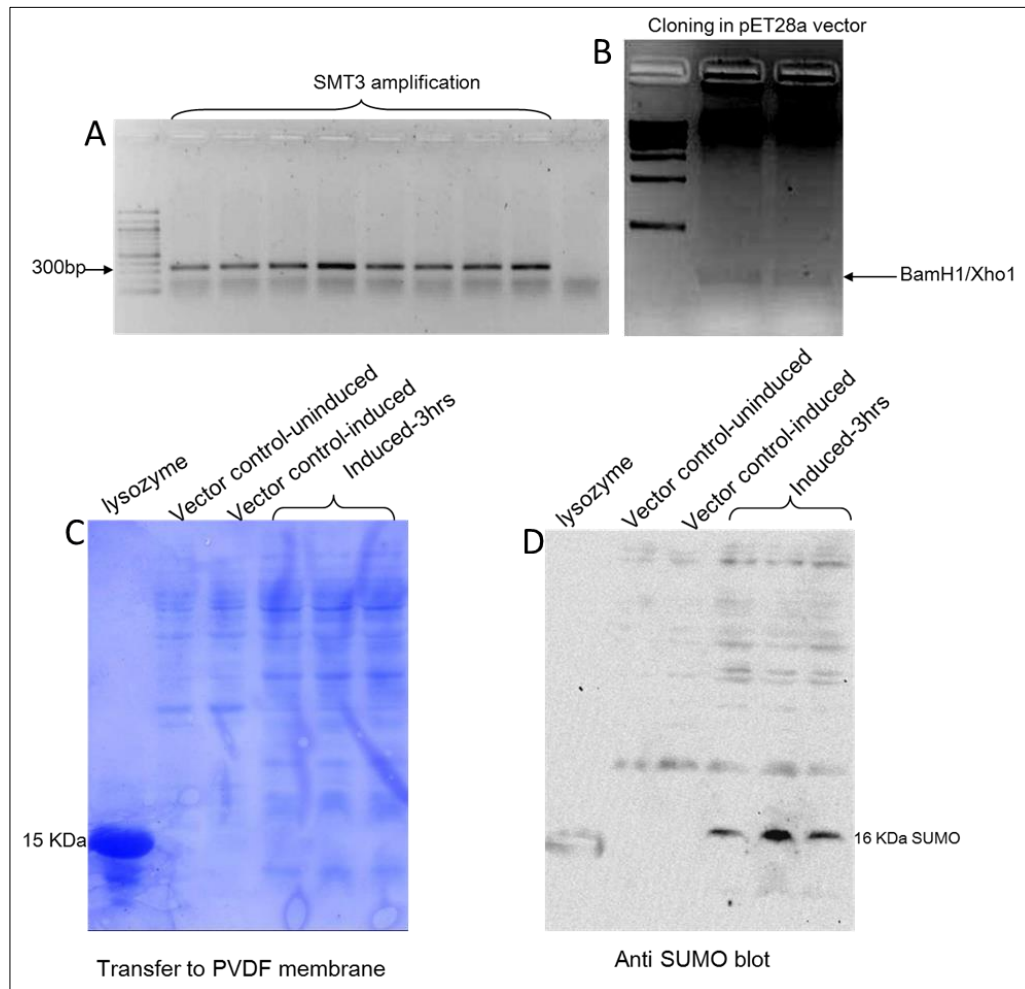 Cloning in pET28a vector
SMT3 amplification
A
B
300bp
BamH1/Xho1
lysozyme
Vector control-uninduced
Vector control-induced
Induced-3hrs
lysozyme
Vector control-uninduced
Vector control-induced
Induced-3hrs
C
D
15 KDa
16 KDa SUMO
Transfer to PVDF membrane
Anti SUMO blot